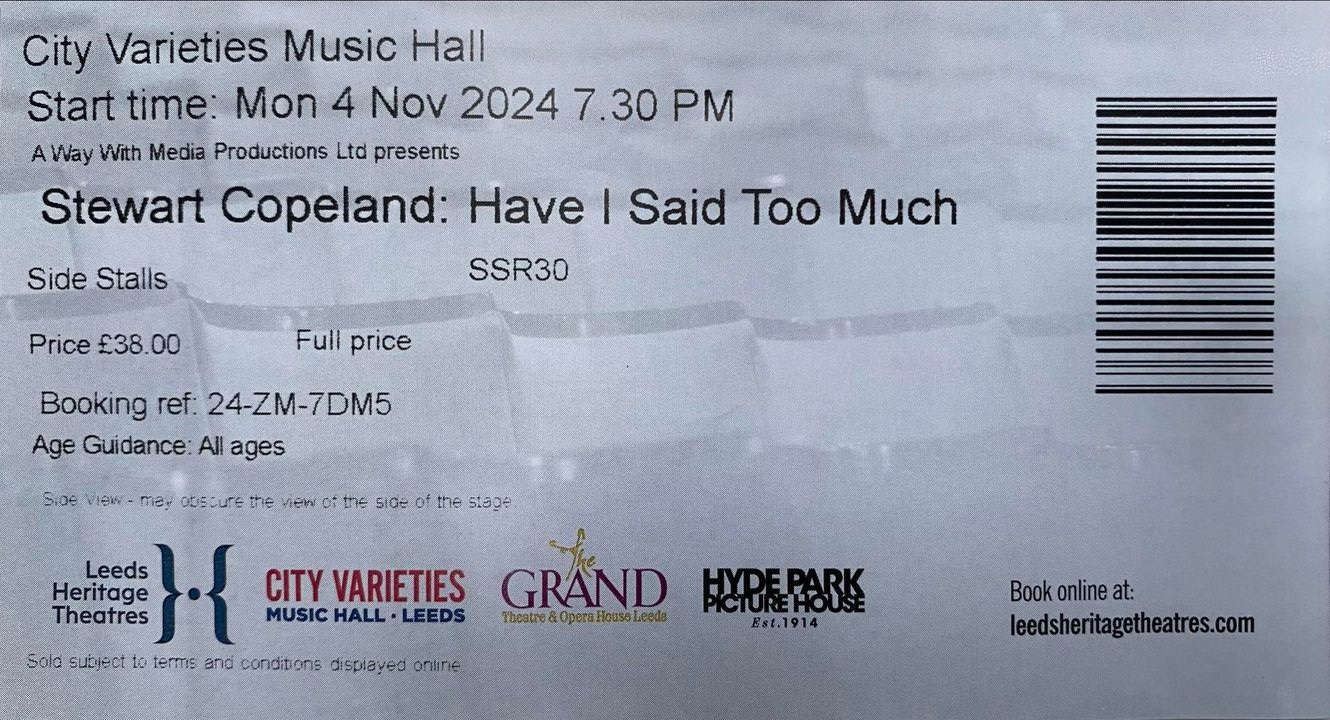 City Varieties Music Hall
Start time: Mon 4 Nov 2024 7.30 PM
A Way With Media Productions Ltd presents
Stewart Copeland: Have I Said Too Much
Side Stalls SSR30
Price £38.00 Full price
Booking ref: 24-ZM-7DM5
Age Guidance: All ages
Side View - may obscure the view of the side of the stage.
Leeds
Heritage
Theatres
CITY VARIETIES
MUSIC HALL · LEEDS
The
GRAND
Theatre & Opera House Leeds
HYDE PARK
PICTURE HOUSE
Est.1914
Book online at:
leedsheritagetheatres.com
Sold subject to terms and conditions displayed online